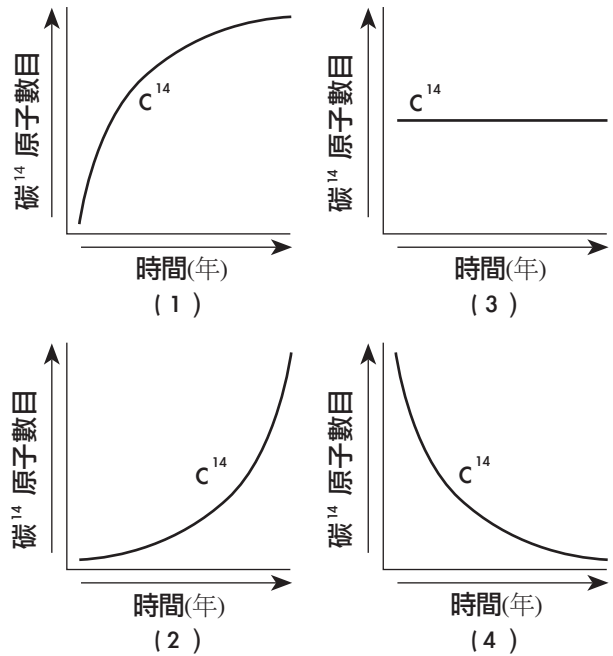 碳¹⁴ 原子數目
C¹⁴
時間(年)
( 1 )
碳¹⁴ 原子數目
C¹⁴
時間(年)
( 3 )
碳¹⁴ 原子數目
C¹⁴
時間(年)
( 2 )
碳¹⁴ 原子數目
C¹⁴
時間(年)
( 4 )